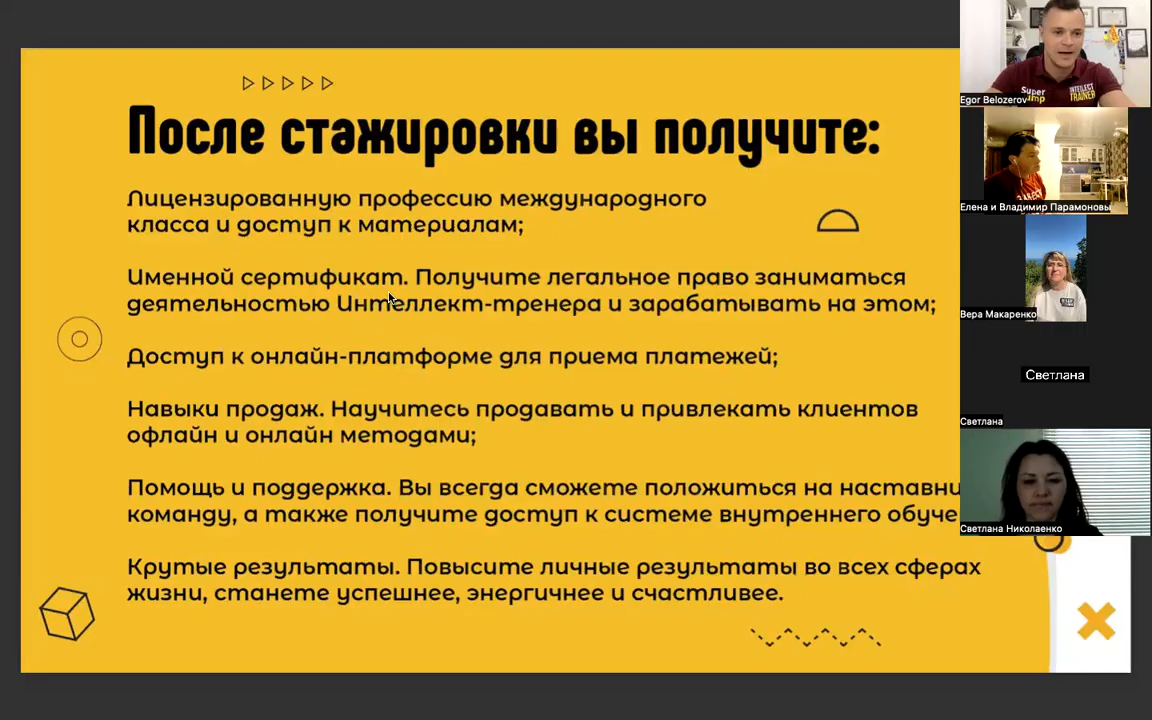 После стажировки вы получите:
Лицензированную профессию международного
класса и доступ к материалам;
Именной сертификат. Получите легальное право заниматься
деятельностью Интеллект-тренера и зарабатывать на этом;
Доступ к онлайн-платформе для приема платежей;
Навыки продаж. Научитесь продавать и привлекать клиентов
офлайн и онлайн методами;
Помощь и поддержка. Вы всегда сможете положиться на
команду, а также получите доступ к системе внутреннего
Крутые результаты. Повысите личные результаты во всех сферах
жизни, станете успешнее, энергичнее и счастливее.
Super
INTELLECT
TRAINER
Egor Belozerov
Елена и Владимир Парамоновы
Вера Макаренко
Светлана
Светлана
Светлана Николаенко